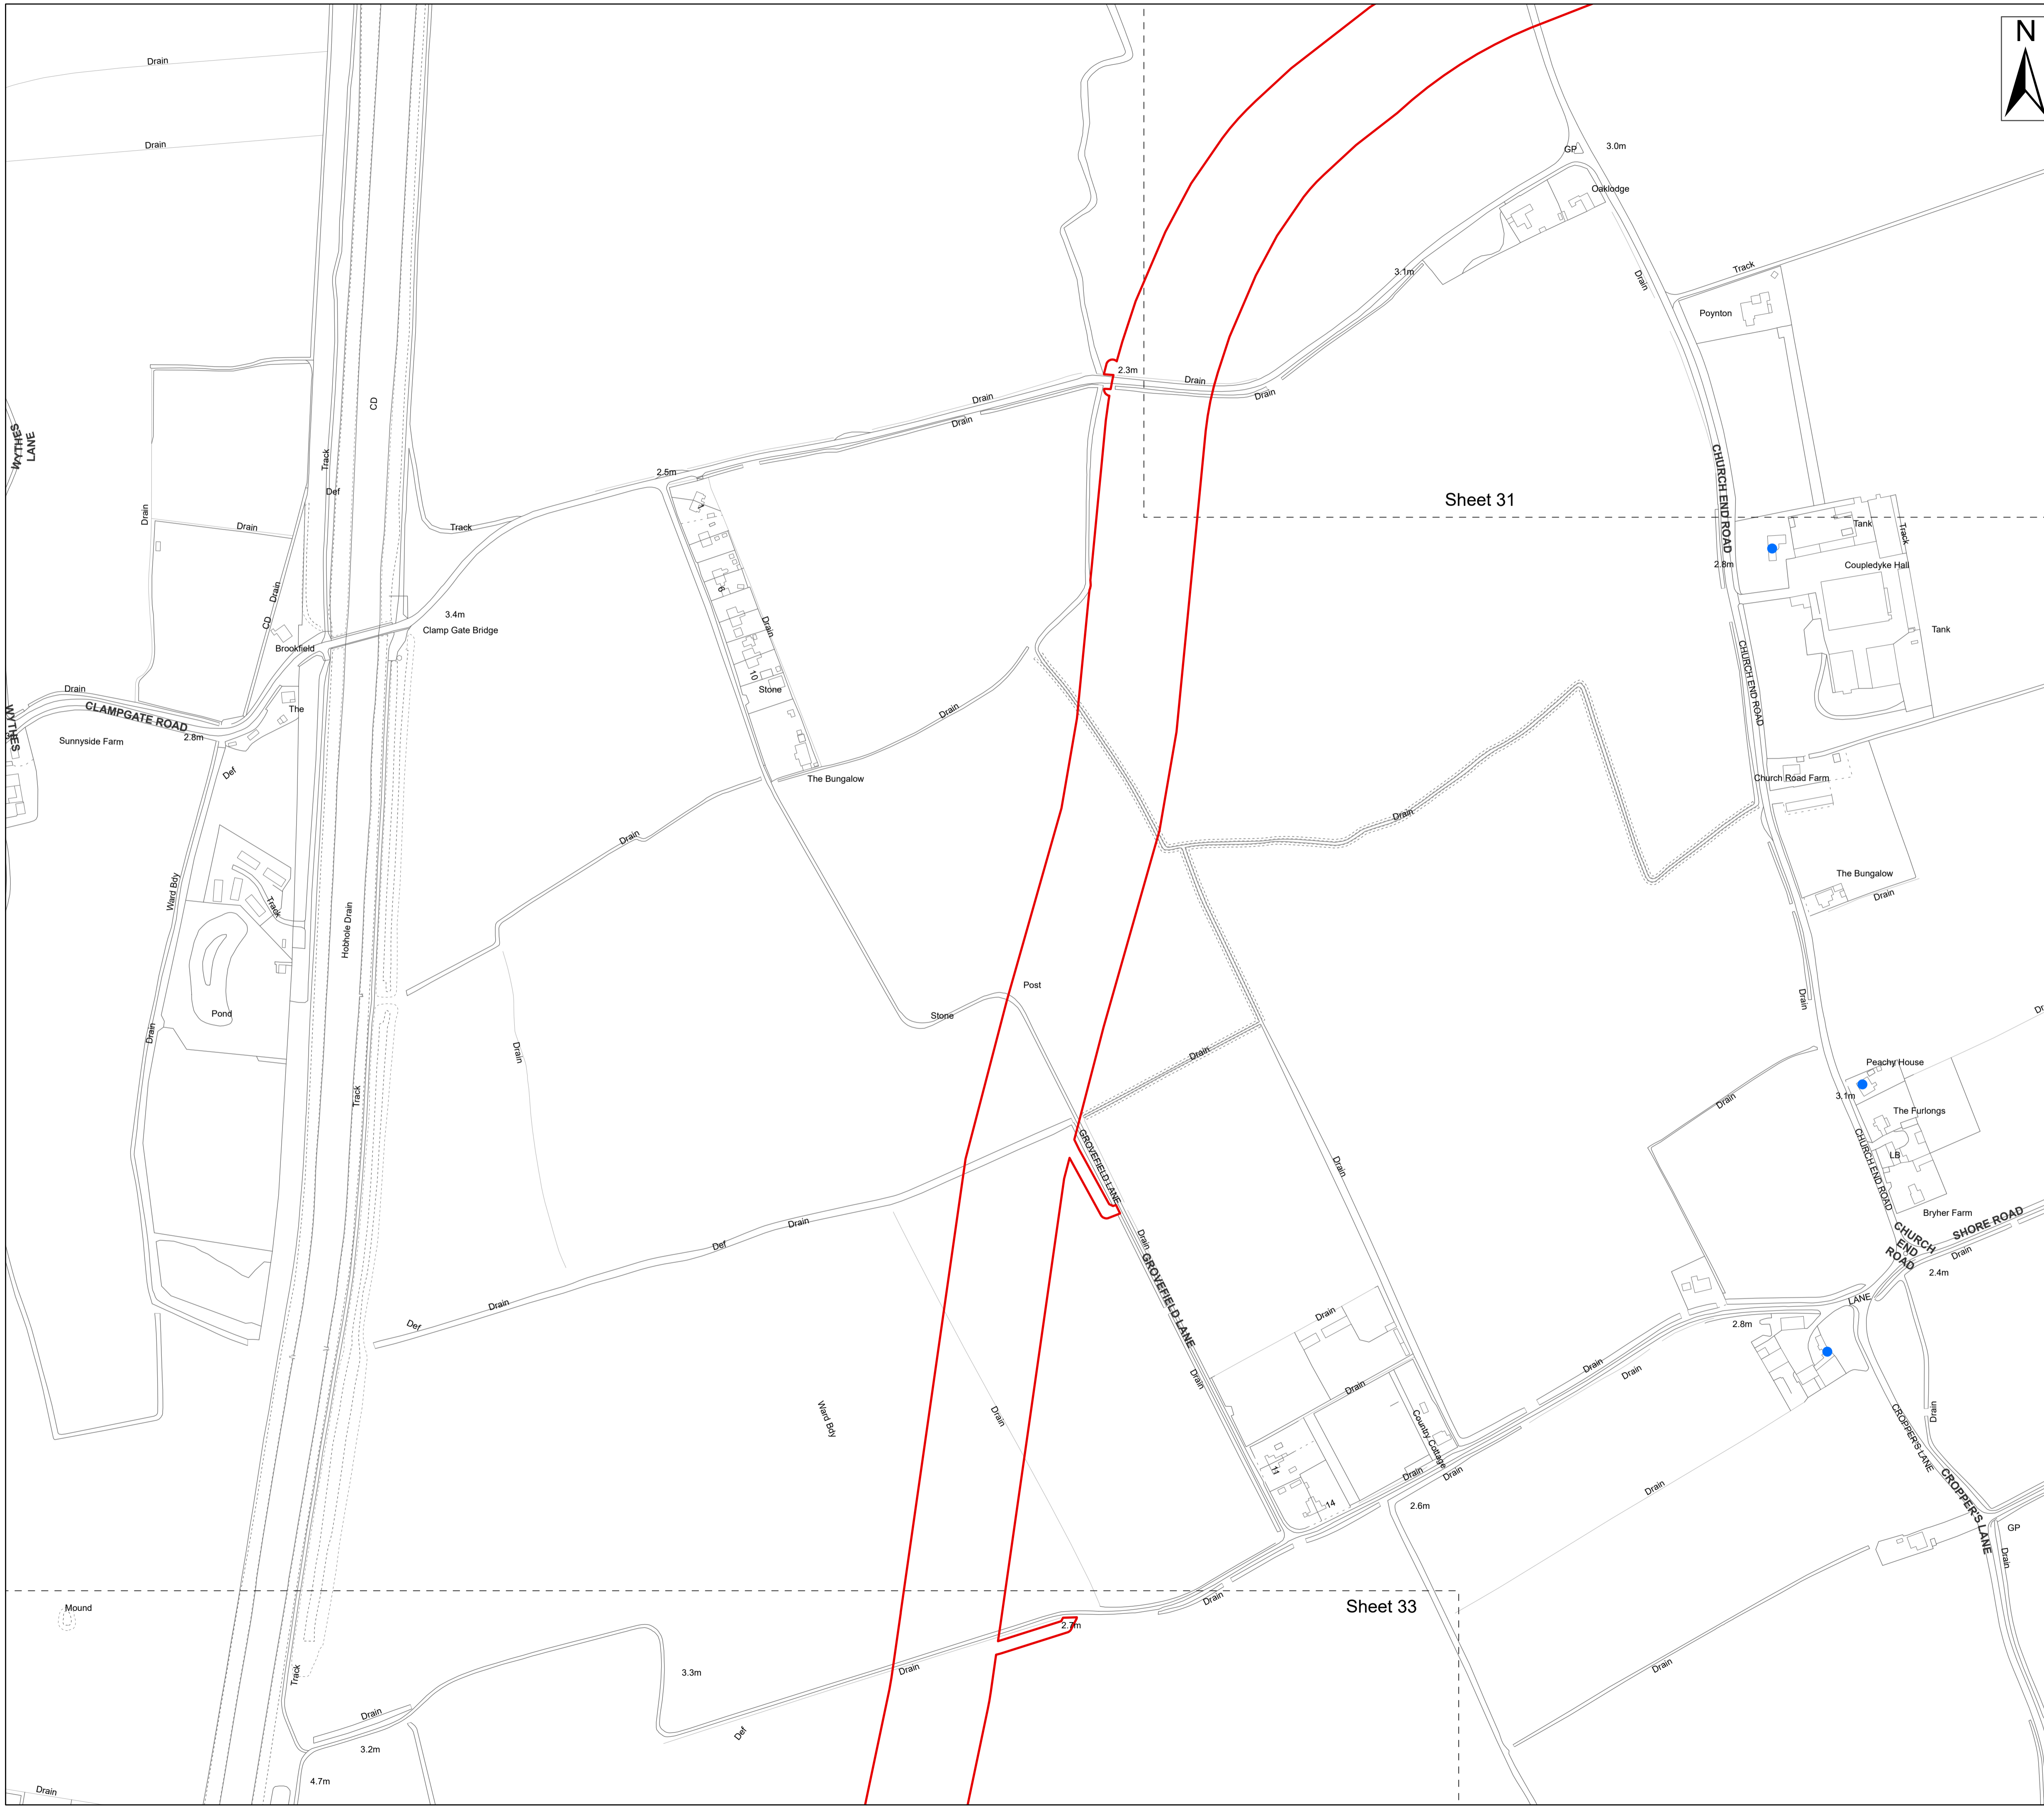 N
Drain
Drain
GP
3.0m
Oaklodge
Track
3.1m
Drain
Poynton
2.3m
Drain
Drain
Drain
Drain
CD
WYTHES
LANE
Track
Def
2.5m
Track
Drain
Drain
Sheet 31
CHURCH END ROAD
Tank
Track
2.8m
Coupledyke Hall
Drain
CD
3.4m
Clamp Gate Bridge
Brookfield
6
Drain
Tank
CHURCH END ROAD
10
Stone
Drain
Drain
CLAMPGATE ROAD
The
WYTHES
Sunnyside Farm
2.8m
Def
The Bungalow
Church Road Farm
Drain
Drain
The Bungalow
Drain
Ward Bdy
Track
Hobhole Drain
Post
Drain
Pond
Stone
Drain
Drain
Drain
Peachy House
3.1m
Track
Drain
The Furlongs
GROVEFIELD LANE
CHURCH END ROAD
LB
Drain
Drain
Bryher Farm
Drain
Def
SHORE ROAD
CHURCH
END
ROAD
Drain
2.4m
GROVEFIELD LANE
Drain
Def
Drain
LANE
2.8m
Drain
Drain
Drain
Drain
Ward Bdy
Drain
Country Cottage
CROPPER'S LANE
Drain
11
Drain
Drain
14
2.6m
Drain
CROPPER'S LANE
GP
Drain
Drain
Sheet 33
Mound
2.7m
Drain
3.3m
Drain
Track
Drain
Def
3.2m
4.7m
Drain